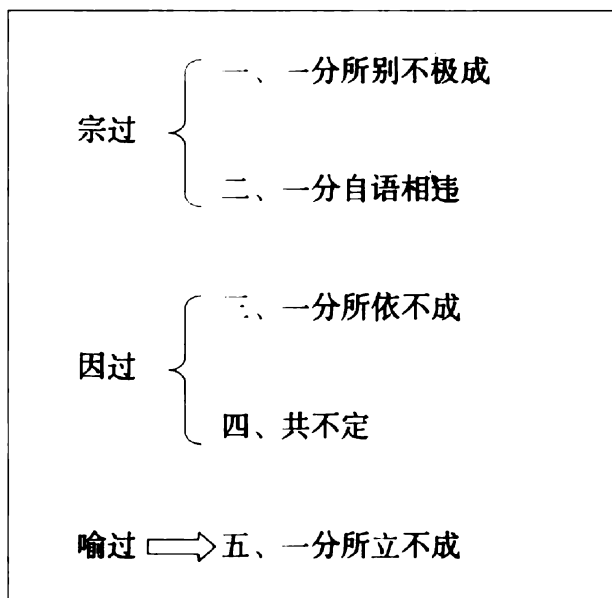 一、一分所别不极成
宗过
二、一分自语相违
三、一分所依不成
因过
四、共不定
喻过 五、一分所立不成